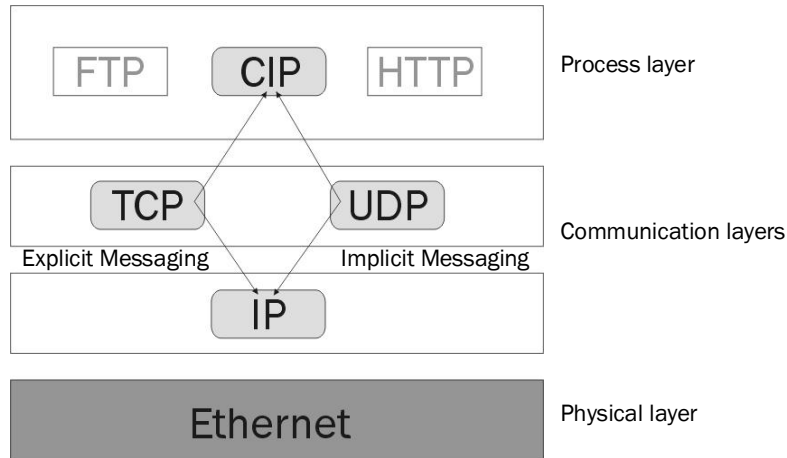 FTP CIP HTTP Process layer
TCP UDP
Communication layers
Explicit Messaging Implicit Messaging
IP
Ethernet Physical layer